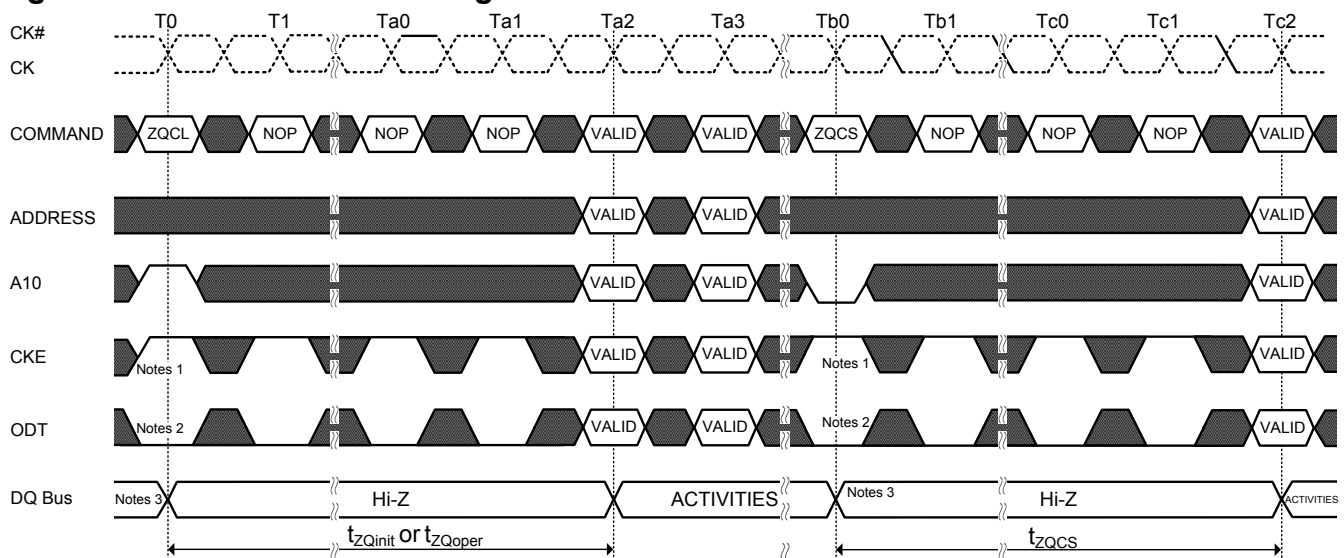 T0 T1 Ta0 Ta1 Ta2 Ta3 Tb0 Tb1 Tc0 Tc1 Tc2
CK#
CK
COMMAND ZQCL NOP NOP NOP VALID VALID ZQCS NOP NOP NOP VALID
ADDRESS VALID VALID VALID
A10 VALID VALID VALID
CKE Notes 1 VALID VALID Notes 1 VALID
ODT Notes 2 VALID VALID Notes 2 VALID
DQ Bus Notes 3 Hi-Z ACTIVITIES Notes 3 Hi-Z ACTIVITIES
tZQinit or tZQoper tZQCS